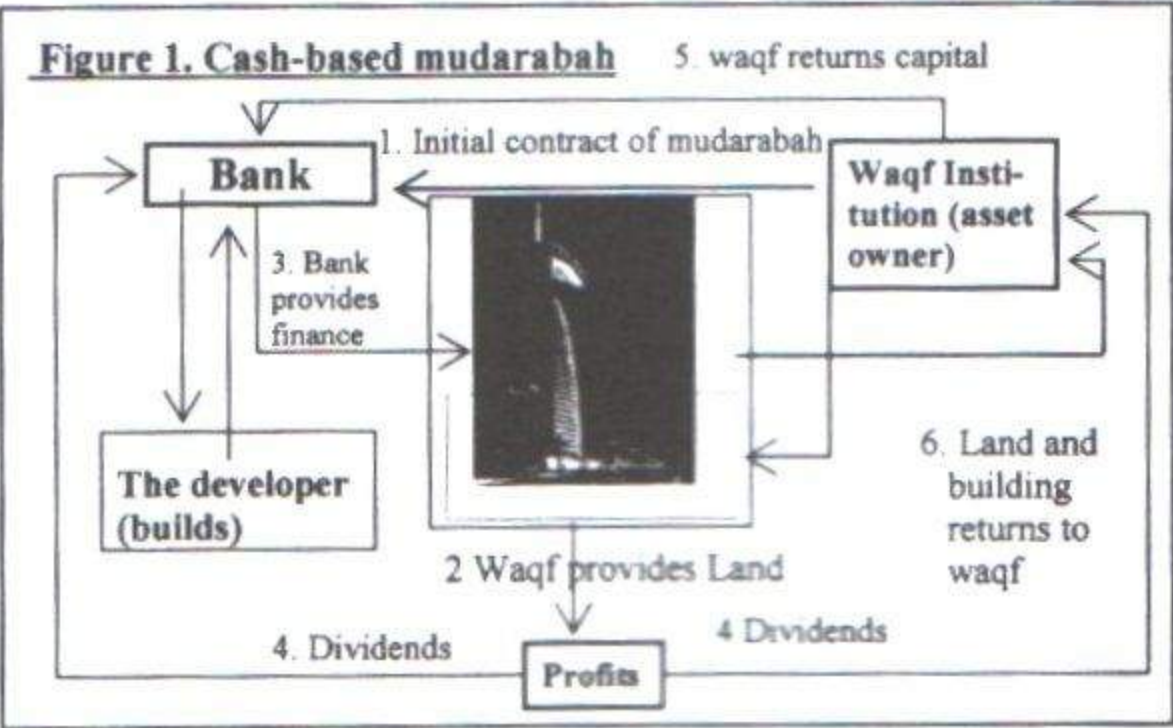 Figure 1. Cash-based mudarabah
5. waqf returns capital
1. Initial contract of mudarabah
Bank
Waqf Insti-
tution (asset
owner)
3. Bank
provides
finance
The developer
(builds)
6. Land and
building
returns to
waqf
2 Waqf provides Land
4. Dividends
4 Dividends
Profits